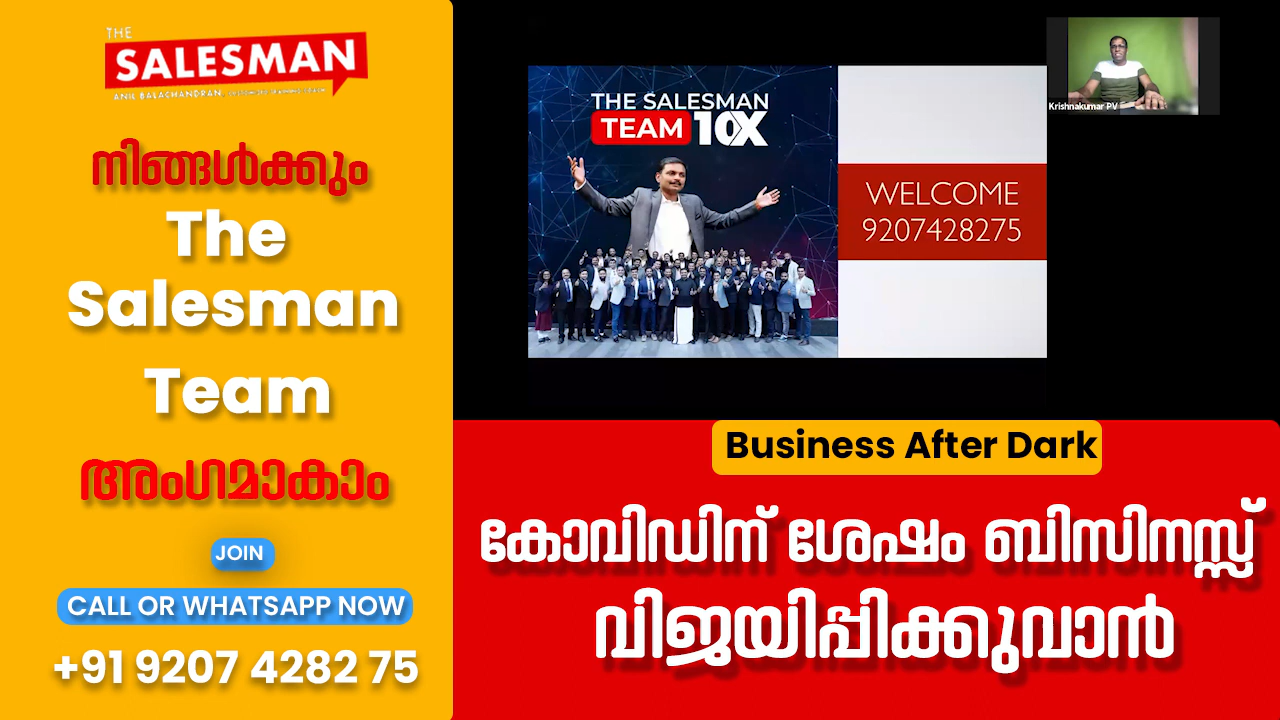 THE
SALESMAN
ANIL BALACHANDRAN
നിങ്ങൾക്കും
The
Salesman
Team
അംഗമാകാം
JOIN
CALL OR WHATSAPP NOW
+91 9207 4282 75
THE SALESMAN
TEAM 10X
WELCOME
9207428275
Krishnakumar PV
Business After Dark
കോവിഡിന് ശേഷം ബിസിനസ്സ്
വിജയിപ്പിക്കുവാൻ